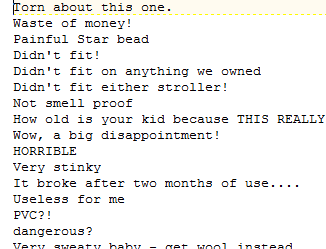 Torn about this one.
Waste of money!
Painful Star bead
Didn't fit!
Didn't fit on anything we owned
Didn't fit either stroller!
Not smell proof
How old is your kid because THIS REALLY
Wow, a big disappointment!
HORRIBLE
Very stinky
It broke after two months of use....
Useless for me
PVC?!
dangerous?
Very sweaty baby - get wool instead